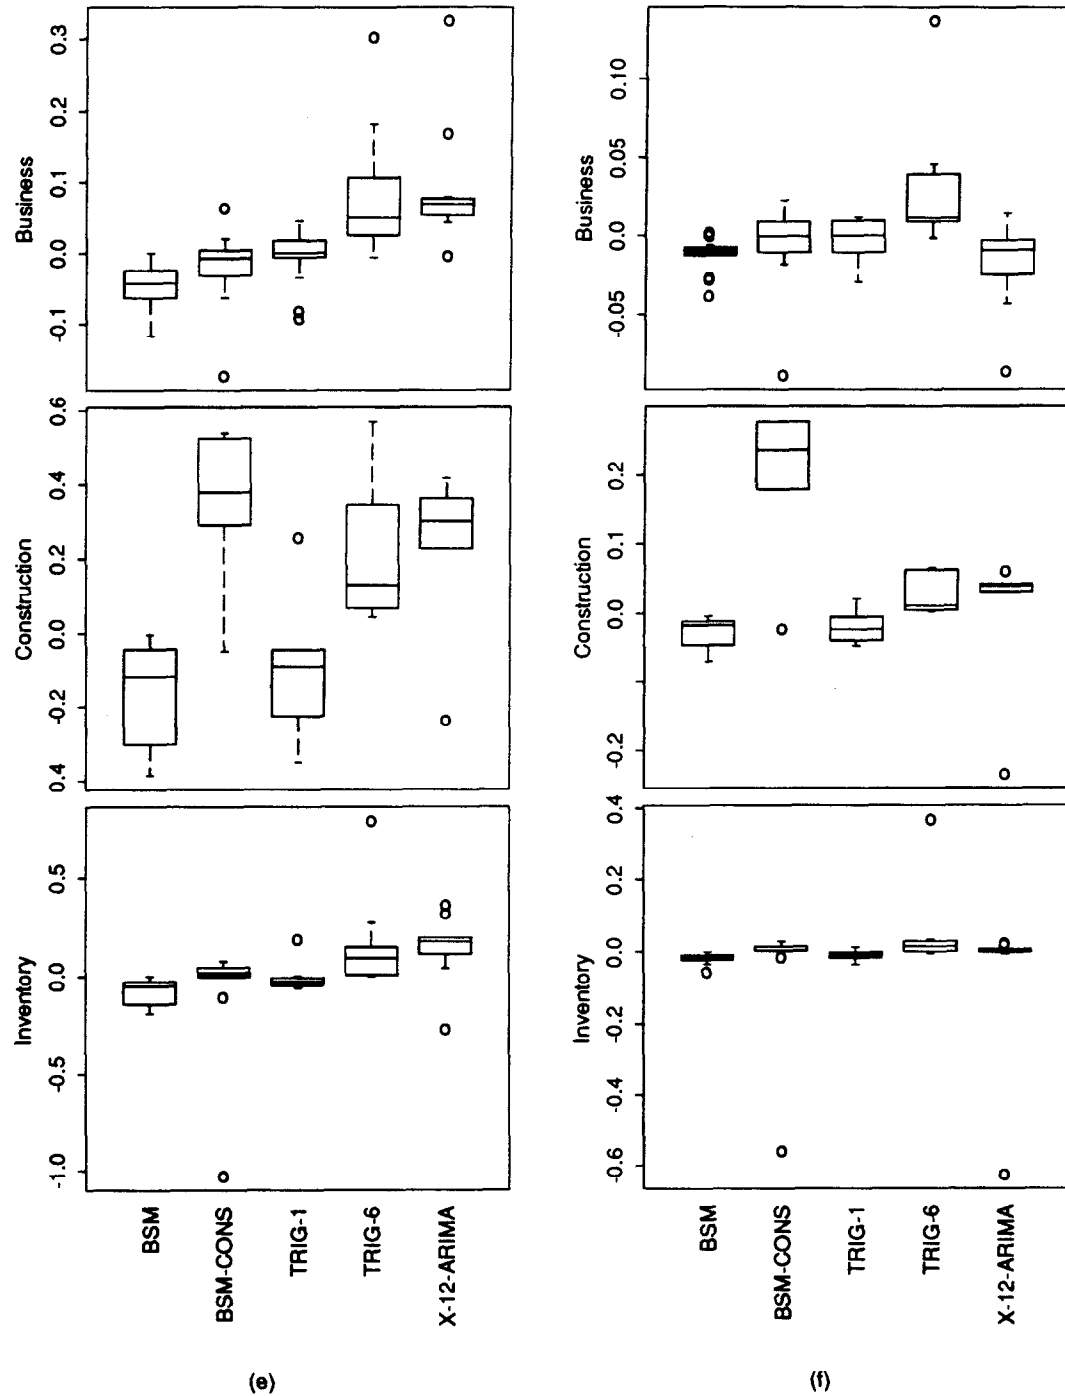 Business
0.3
0.2
0.1
0.0
-0.1
Construction
0.6
0.4
0.2
0.0
-0.2
0.4
Inventory
0.5
0.0
-0.5
-1.0
BSM
BSM-CONS
TRIG-1
TRIG-6
X-12-ARIMA
(e)
Business
0.10
0.05
0.0
-0.05
Construction
0.2
0.1
0.0
-0.2
Inventory
0.4
0.2
0.0
-0.2
-0.4
-0.6
BSM
BSM-CONS
TRIG-1
TRIG-6
X-12-ARIMA
(f)